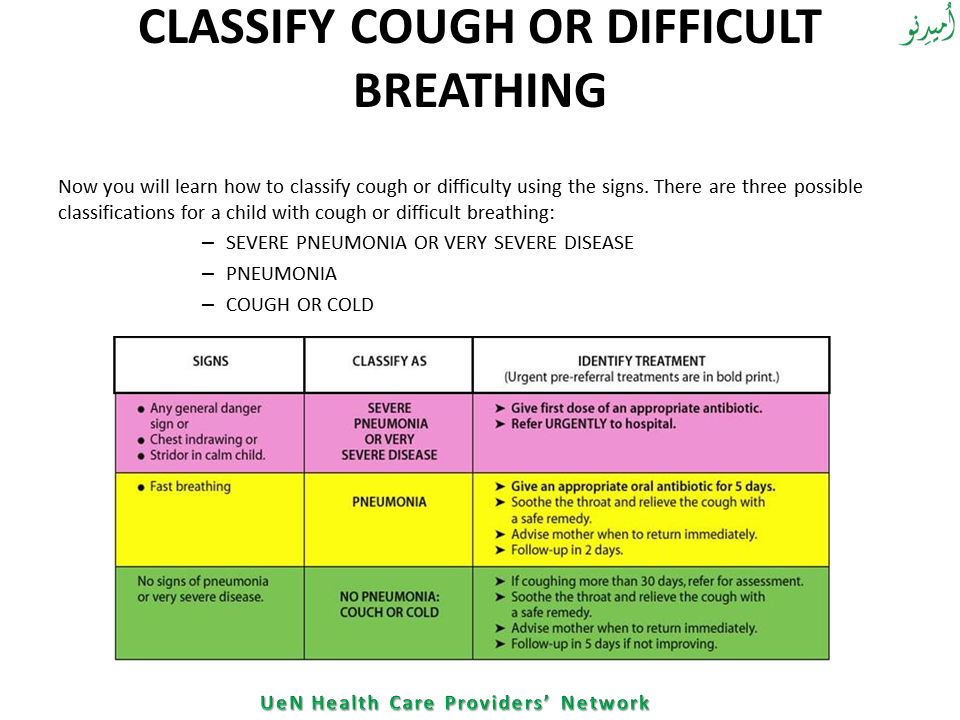 CLASSIFY COUGH OR DIFFICULT
BREATHING
اُمیدِنو
Now you will learn how to classify cough or difficulty using the signs. There are three possible
classifications for a child with cough or difficult breathing:
– SEVERE PNEUMONIA OR VERY SEVERE DISEASE
– PNEUMONIA
– COUGH OR COLD
SIGNS
CLASSIFY AS
IDENTIFY TREATMENT
(Urgent pre-referral treatments are in bold print.)
● Any general danger
sign or
● Chest indrawing or
● Stridor in calm child.
SEVERE
PNEUMONIA
OR VERY
SEVERE DISEASE
➤ Give first dose of an appropriate antibiotic.
➤ Refer URGENTLY to hospital.
● Fast breathing
PNEUMONIA
➤ Give an appropriate oral antibiotic for 5 days.
➤ Soothe the throat and relieve the cough with
a safe remedy.
➤ Advise mother when to return immediately.
➤ Follow-up in 2 days.
No signs of pneumonia
or very severe disease.
NO PNEUMONIA:
COUCH OR COLD
➤ If coughing more than 30 days, refer for assessment.
➤ Soothe the throat and relieve the cough with
a safe remedy.
➤ Advise mother when to return immediately.
➤ Follow-up in 5 days if not improving.
UeN Health Care Providers’ Network